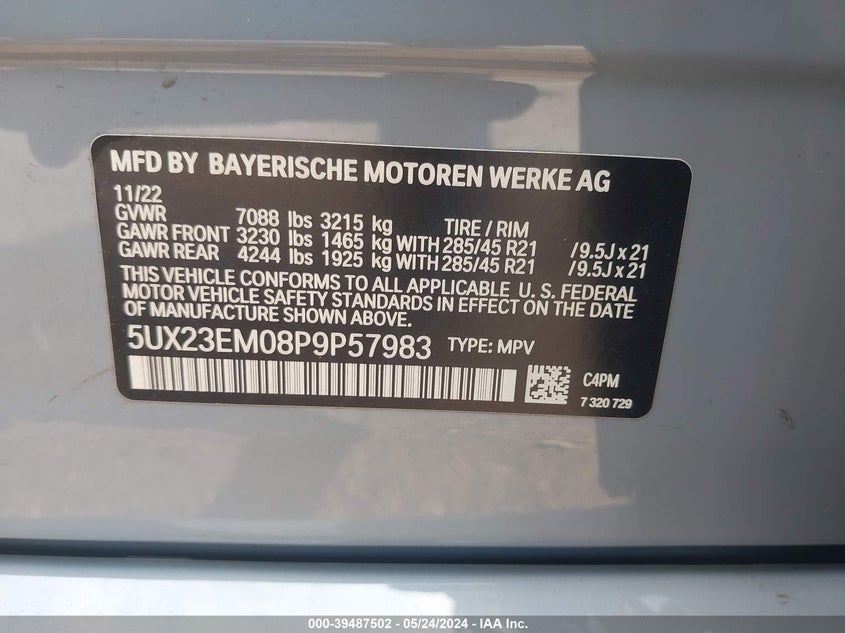 MFD BY BAYERISCHE MOTOREN WERKE AG
11/22
GVWR 7088 lbs 3215 kg TIRE / RIM
GAWR FRONT 3230 lbs 1465 kg WITH 285/45 R21 /9.5J x 21
GAWR REAR 4244 lbs 1925 kg WITH 285/45 R21 /9.5J x 21
THIS VEHICLE CONFORMS TO ALL APPLICABLE U. S. FEDERAL
MOTOR VEHICLE SAFETY STANDARDS IN EFFECT ON THE DATE
OF MANUFACTURE SHOWN ABOVE.
5UX23EM08P9P57983 TYPE: MPV
C4PM
7 320 729
000-39487502 - 05/24/2024 - IAA Inc.